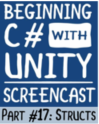 BEGINNING
C# WITH
UNITY
SCREENCAST
PART #17: STRUCTS